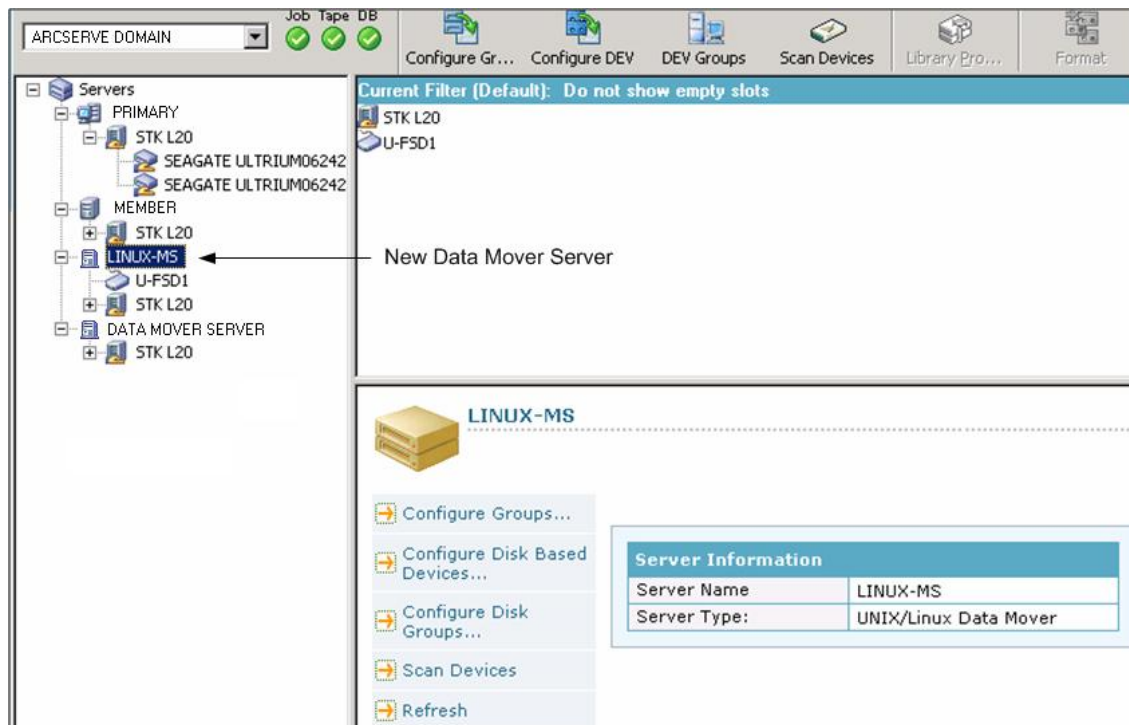 Job Tape DB
ARCSERVE DOMAIN
Configure Gr... Configure DEV DEV Groups Scan Devices Library Pro... Format
Servers
PRIMARY
STK L20
SEAGATE ULTRIUM06242
SEAGATE ULTRIUM06242
MEMBER
STK L20
LINUX-MS
U-FSD1
STK L20
DATA MOVER SERVER
STK L20
Current Filter (Default): Do not show empty slots
STK L20
U-FSD1
New Data Mover Server
LINUX-MS
Configure Groups...
Configure Disk Based
Devices...
Configure Disk
Groups...
Scan Devices
Refresh
Server Information
Server Name LINUX-MS
Server Type: UNIX/Linux Data Mover